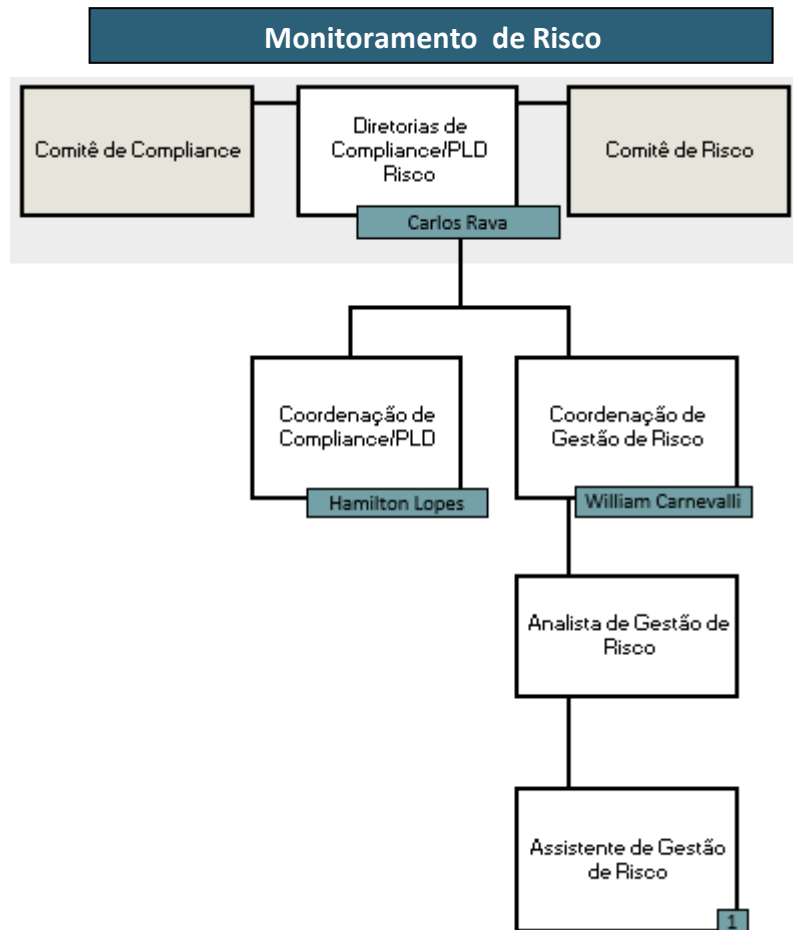 Monitoramento de Risco
Comitê de Compliance
Diretorias de
Compliance/PLD
Risco
Comitê de Risco
Carlos Rava
Coordenação de
Compliance/PLD
Coordenação de
Gestão de Risco
Hamilton Lopes
William Carnevalli
Analista de Gestão de
Risco
Assistente de Gestão
de Risco
1